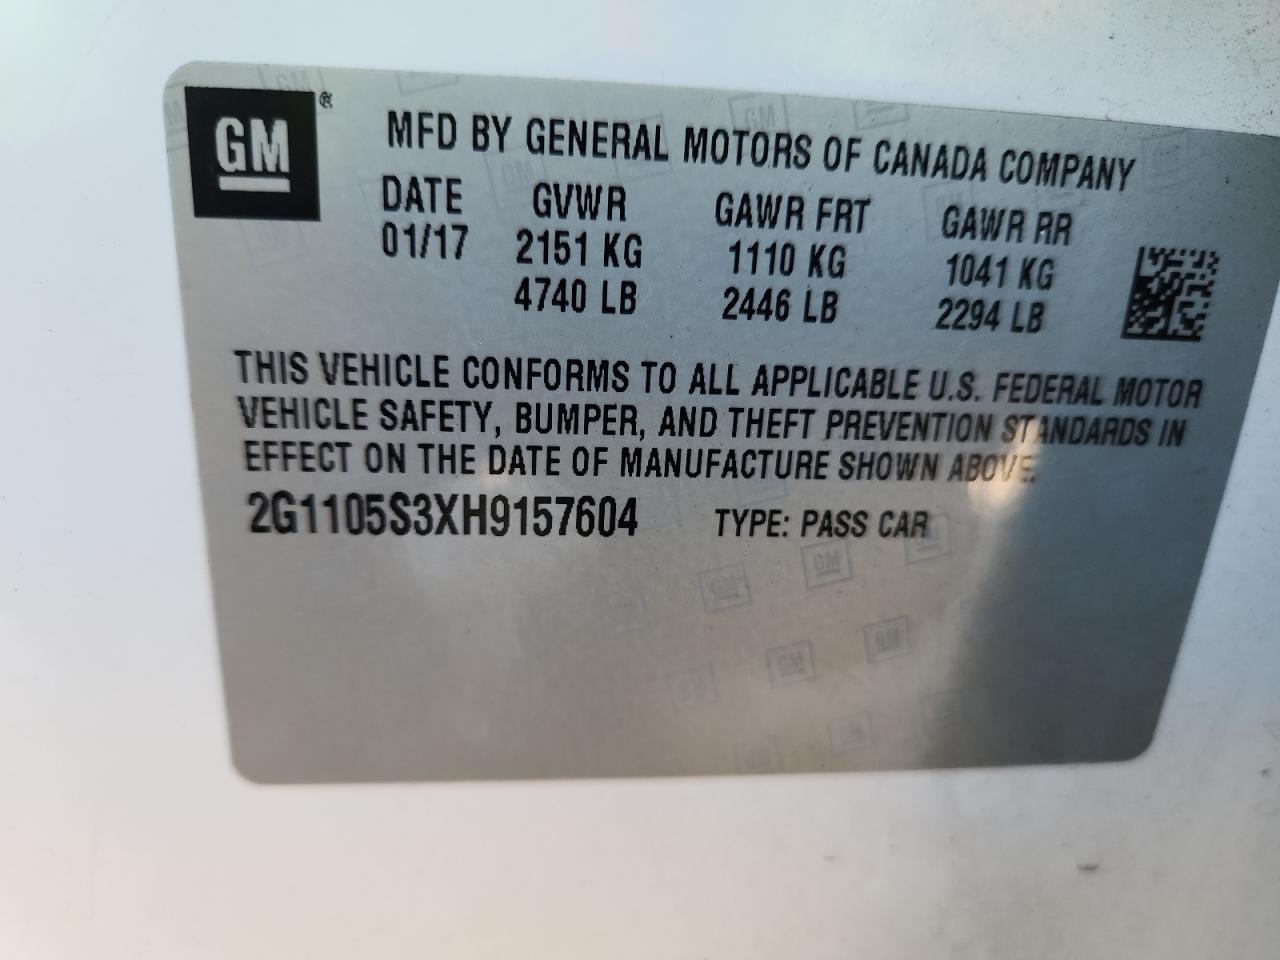 GM®
MFD BY GENERAL MOTORS OF CANADA COMPANY
DATE GVWR GAWR FRT GAWR RR
01/17 2151 KG 1110 KG 1041 KG
4740 LB 2446 LB 2294 LB
THIS VEHICLE CONFORMS TO ALL APPLICABLE U.S. FEDERAL MOTOR
VEHICLE SAFETY, BUMPER, AND THEFT PREVENTION STANDARDS IN
EFFECT ON THE DATE OF MANUFACTURE SHOWN ABOVE.
2G1105S3XH9157604 TYPE: PASS CAR